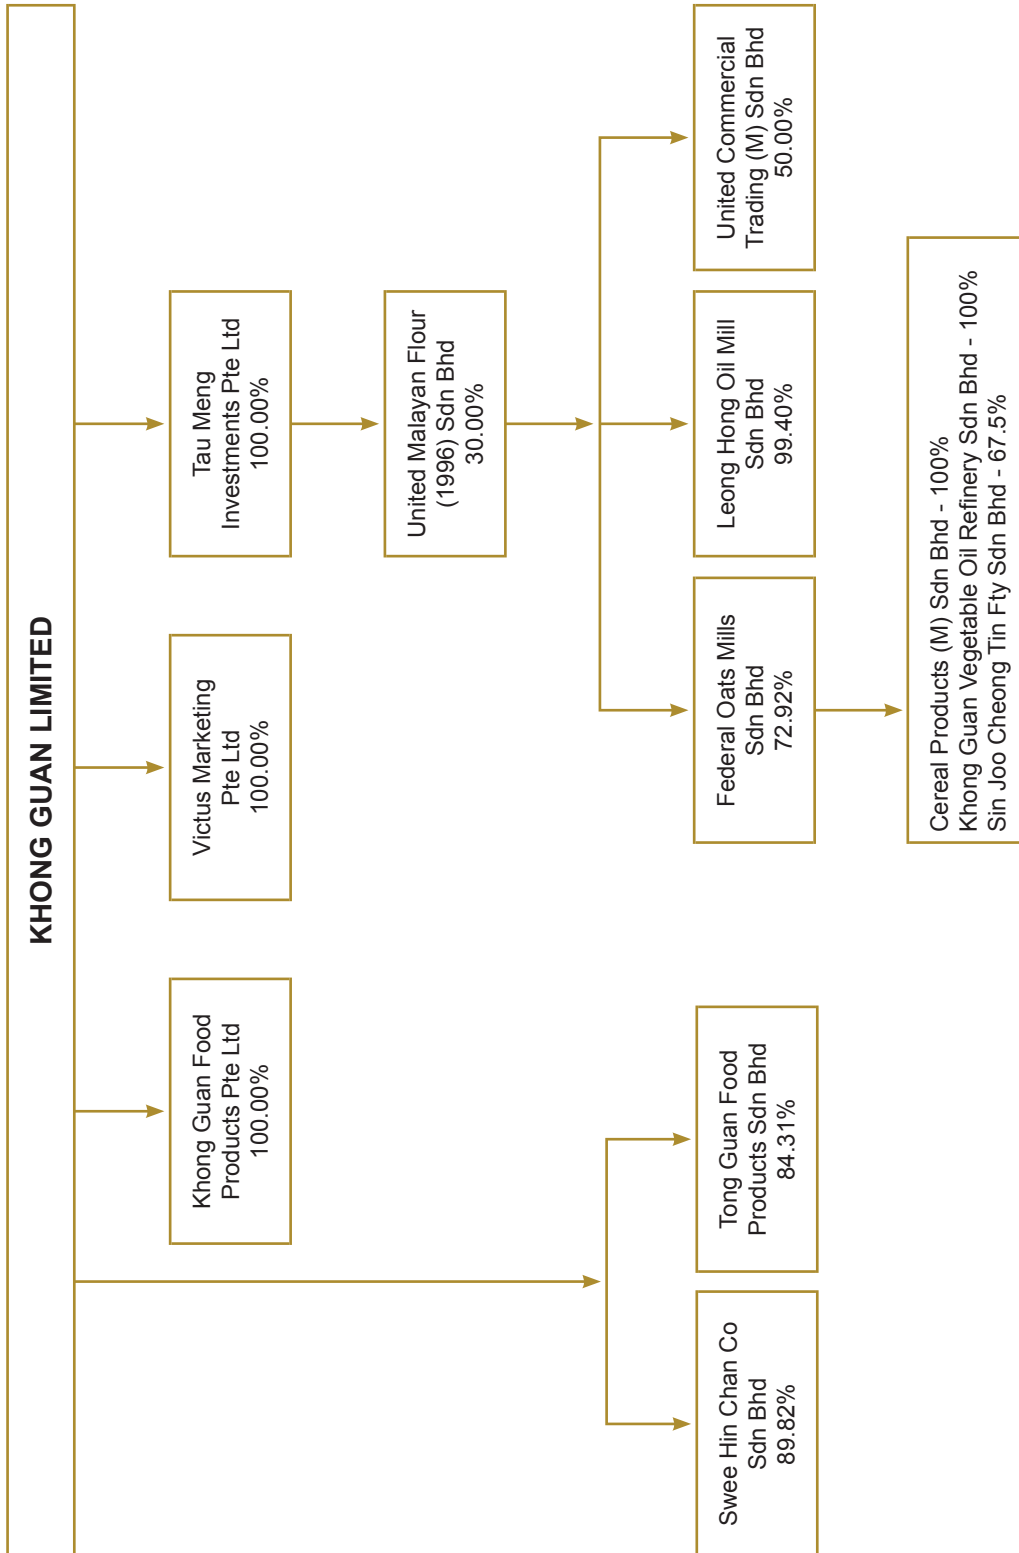 KHONG GUAN LIMITED
Khong Guan Food
Products Pte Ltd
100.00%
Victus Marketing
Pte Ltd
100.00%
Tau Meng
Investments Pte Ltd
100.00%
United Malayan Flour
(1996) Sdn Bhd
30.00%
Swee Hin Chan Co
Sdn Bhd
89.82%
Tong Guan Food
Products Sdn Bhd
84.31%
Federal Oats Mills
Sdn Bhd
72.92%
Leong Hong Oil Mill
Sdn Bhd
99.40%
United Commercial
Trading (M) Sdn Bhd
50.00%
Cereal Products (M) Sdn Bhd - 100%
Khong Guan Vegetable Oil Refinery Sdn Bhd - 100%
Sin Joo Cheong Tin Fty Sdn Bhd - 67.5%